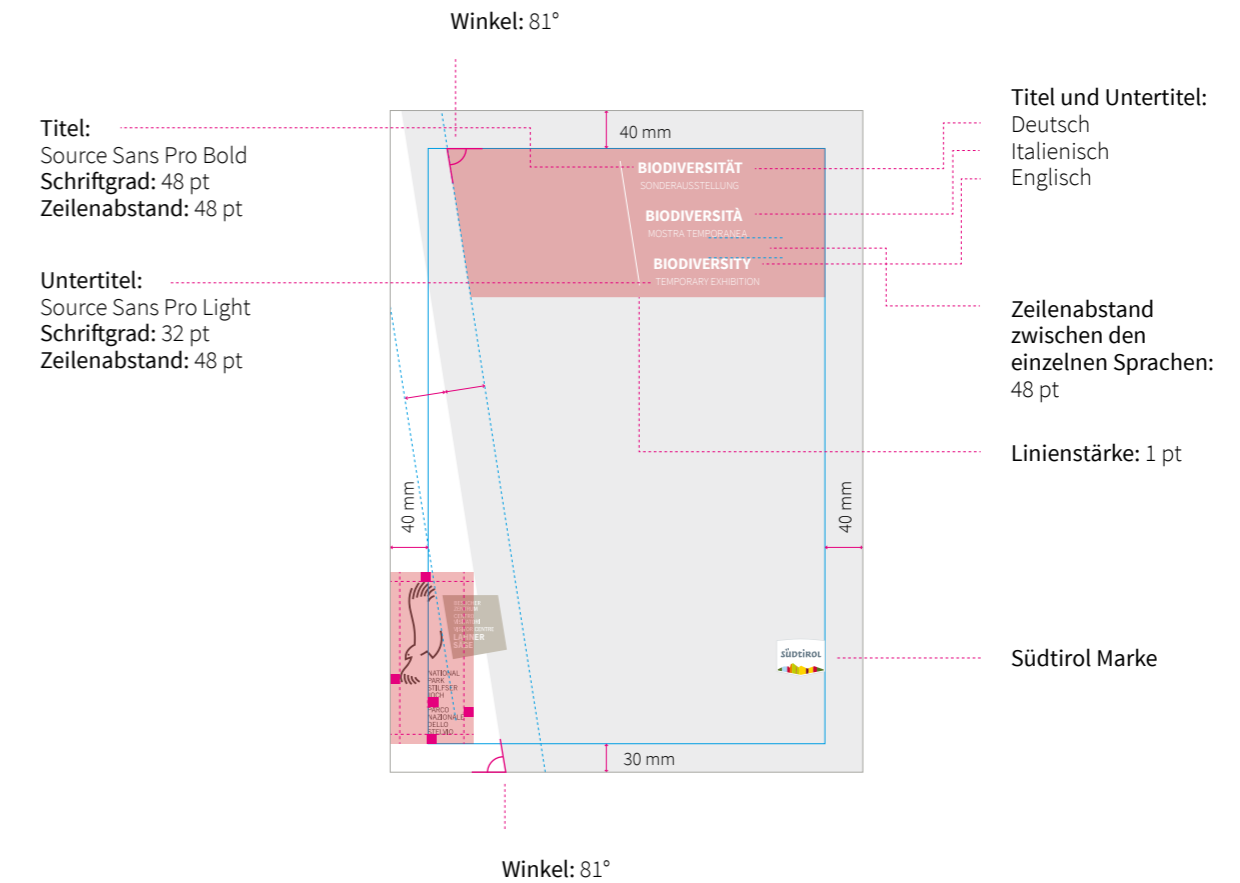 Winkel: 81°
Titel:
Source Sans Pro Bold
Schriftgrad: 48 pt
Zeilenabstand: 48 pt
Untertitel:
Source Sans Pro Light
Schriftgrad: 32 pt
Zeilenabstand: 48 pt
40 mm
BIODIVERSITÄT
SONDERAUSSTELLUNG
BIODIVERSITÀ
MOSTRA TEMPORANEA
BIODIVERSITY
TEMPORARY EXHIBITION
Titel und Untertitel:
Deutsch
Italienisch
Englisch
Zeilenabstand
zwischen den
einzelnen Sprachen:
48 pt
Linienstärke: 1 pt
40 mm
40 mm
LAHNER
SÄGE
NATIONAL
PARK
STILFSER
JOCH
PARCO
NAZIONALE
DELLO
STELVIO
SÜDTIROL
Südtirol Marke
30 mm
Winkel: 81°